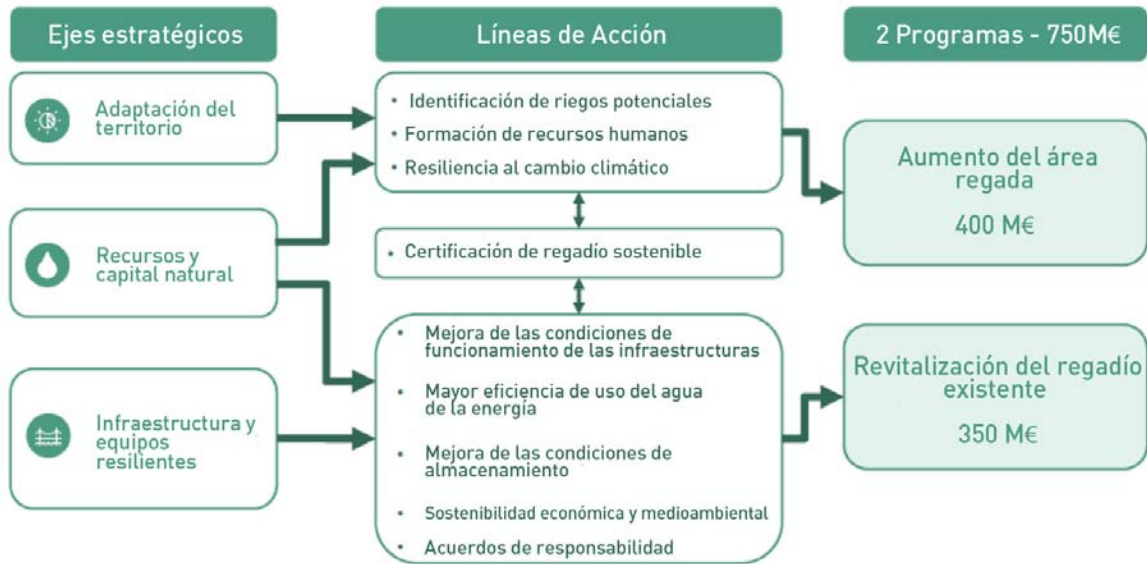 Ejes estratégicos
Adaptación del
territorio
Recursos y
capital natural
Infraestructura y
equipos
resilientes
Líneas de Acción
• Identificación de riegos potenciales
• Formación de recursos humanos
• Resiliencia al cambio climático
• Certificación de regadío sostenible
• Mejora de las condiciones de
funcionamiento de las infraestructuras
• Mayor eficiencia de uso del agua
de la energía
• Mejora de las condiciones de
almacenamiento
• Sostenibilidad económica y medioambiental
• Acuerdos de responsabilidad
2 Programas - 750M€
Aumento del área
regada
400 M€
Revitalización del regadío
existente
350 M€